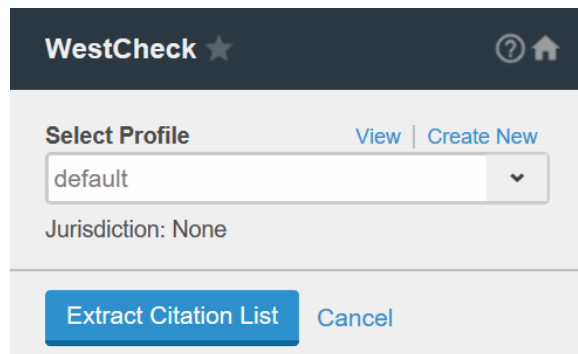 WestCheck
Select Profile View | Create New
default
Jurisdiction: None
Extract Citation List Cancel